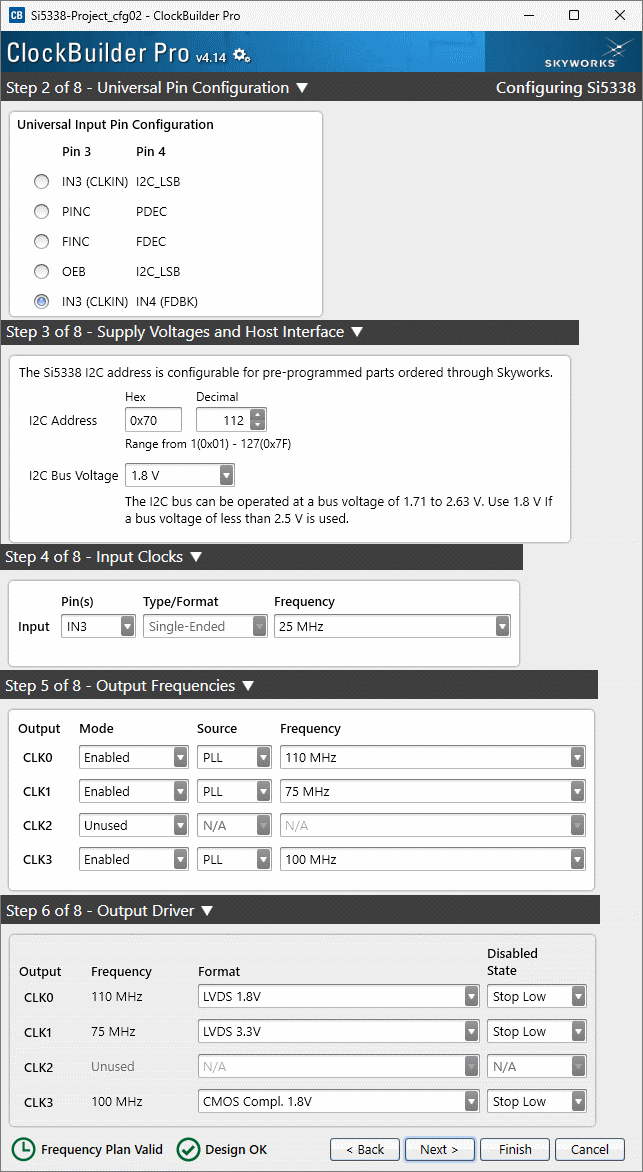 CB Si5338-Project_cfg02 - ClockBuilder Pro
ClockBuilder Pro v4.14
SKYWORKS
Step 2 of 8 - Universal Pin Configuration ▼ Configuring Si5338
Universal Input Pin Configuration
Pin 3 Pin 4
IN3 (CLKIN) I2C_LSB
PINC PDEC
FINC FDEC
OEB I2C_LSB
IN3 (CLKIN) IN4 (FDBK)
Step 3 of 8 - Supply Voltages and Host Interface ▼
The Si5338 I2C address is configurable for pre-programmed parts ordered through Skyworks.
Hex Decimal
I2C Address 0x70 112
Range from 1(0x01) - 127(0x7F)
I2C Bus Voltage 1.8 V
The I2C bus can be operated at a bus voltage of 1.71 to 2.63 V. Use 1.8 V If
a bus voltage of less than 2.5 V is used.
Step 4 of 8 - Input Clocks ▼
Pin(s) Type/Format Frequency
Input IN3 Single-Ended 25 MHz
Step 5 of 8 - Output Frequencies ▼
Output Mode Source Frequency
CLK0 Enabled PLL 110 MHz
CLK1 Enabled PLL 75 MHz
CLK2 Unused N/A N/A
CLK3 Enabled PLL 100 MHz
Step 6 of 8 - Output Driver ▼
Disabled
Output Frequency Format State
CLK0 110 MHz LVDS 1.8V Stop Low
CLK1 75 MHz LVDS 3.3V Stop Low
CLK2 Unused N/A N/A
CLK3 100 MHz CMOS Compl. 1.8V Stop Low
Frequency Plan Valid Design OK < Back Next > Finish Cancel